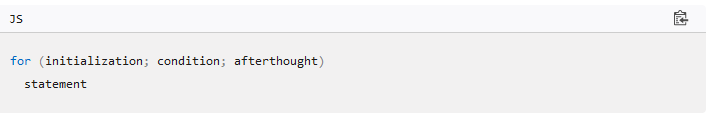 JS
for (initialization; condition; afterthought)
  statement